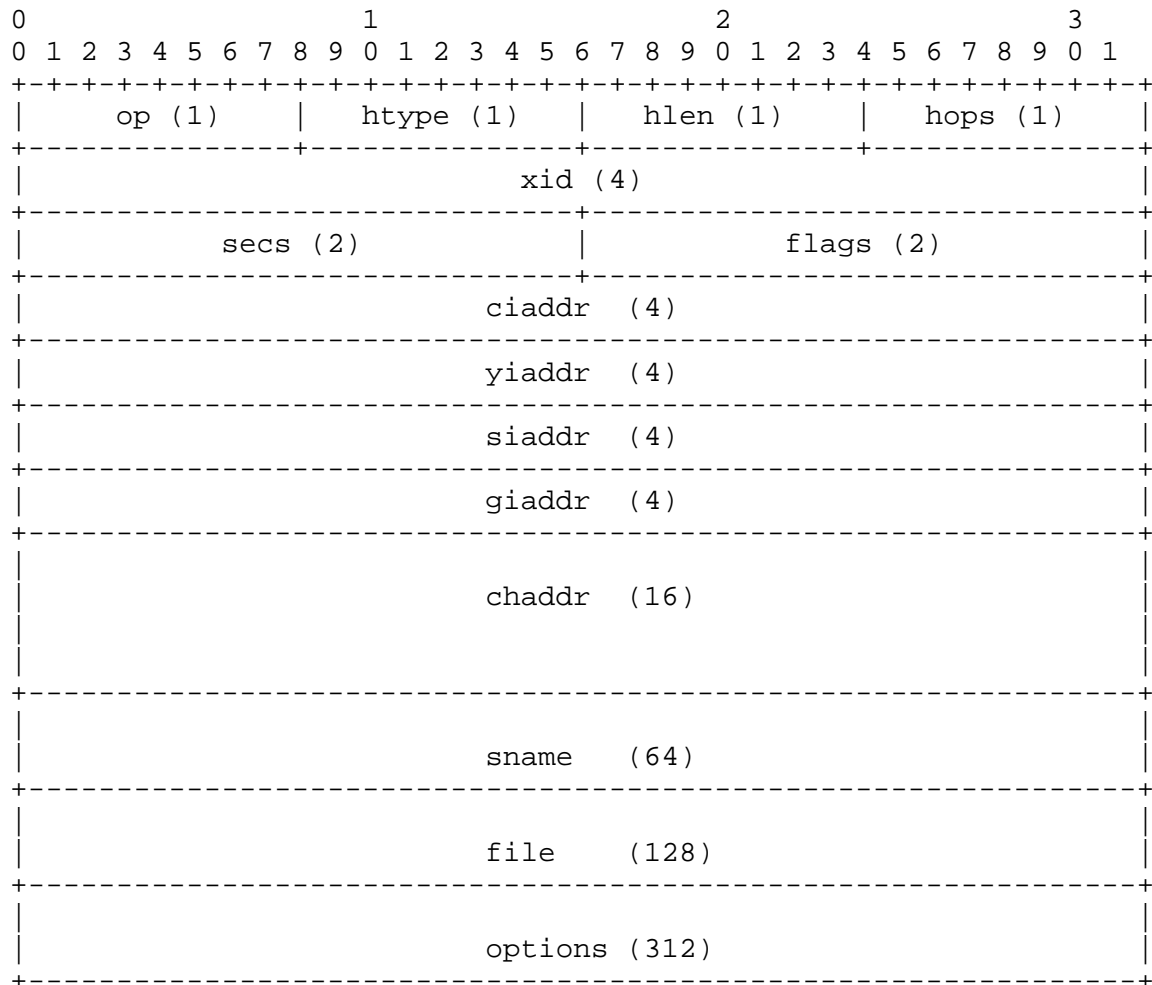 0                   1                   2                   3
0 1 2 3 4 5 6 7 8 9 0 1 2 3 4 5 6 7 8 9 0 1 2 3 4 5 6 7 8 9 0 1
+-+-+-+-+-+-+-+-+-+-+-+-+-+-+-+-+-+-+-+-+-+-+-+-+-+-+-+-+-+-+-+-+
|     op (1)    |   htype (1)   |   hlen (1)    |   hops (1)    |
+---------------+---------------+---------------+---------------+
|                            xid (4)                            |
+-------------------------------+-------------------------------+
|           secs (2)            |           flags (2)           |
+-------------------------------+-------------------------------+
|                          ciaddr  (4)                          |
+---------------------------------------------------------------+
|                          yiaddr  (4)                          |
+---------------------------------------------------------------+
|                          siaddr  (4)                          |
+---------------------------------------------------------------+
|                          giaddr  (4)                          |
+---------------------------------------------------------------+
|                                                               |
|                          chaddr  (16)                         |
|                                                               |
|                                                               |
+---------------------------------------------------------------+
|                                                               |
|                          sname   (64)                         |
+---------------------------------------------------------------+
|                                                               |
|                          file    (128)                        |
+---------------------------------------------------------------+
|                                                               |
|                          options (312)                        |
+---------------------------------------------------------------+